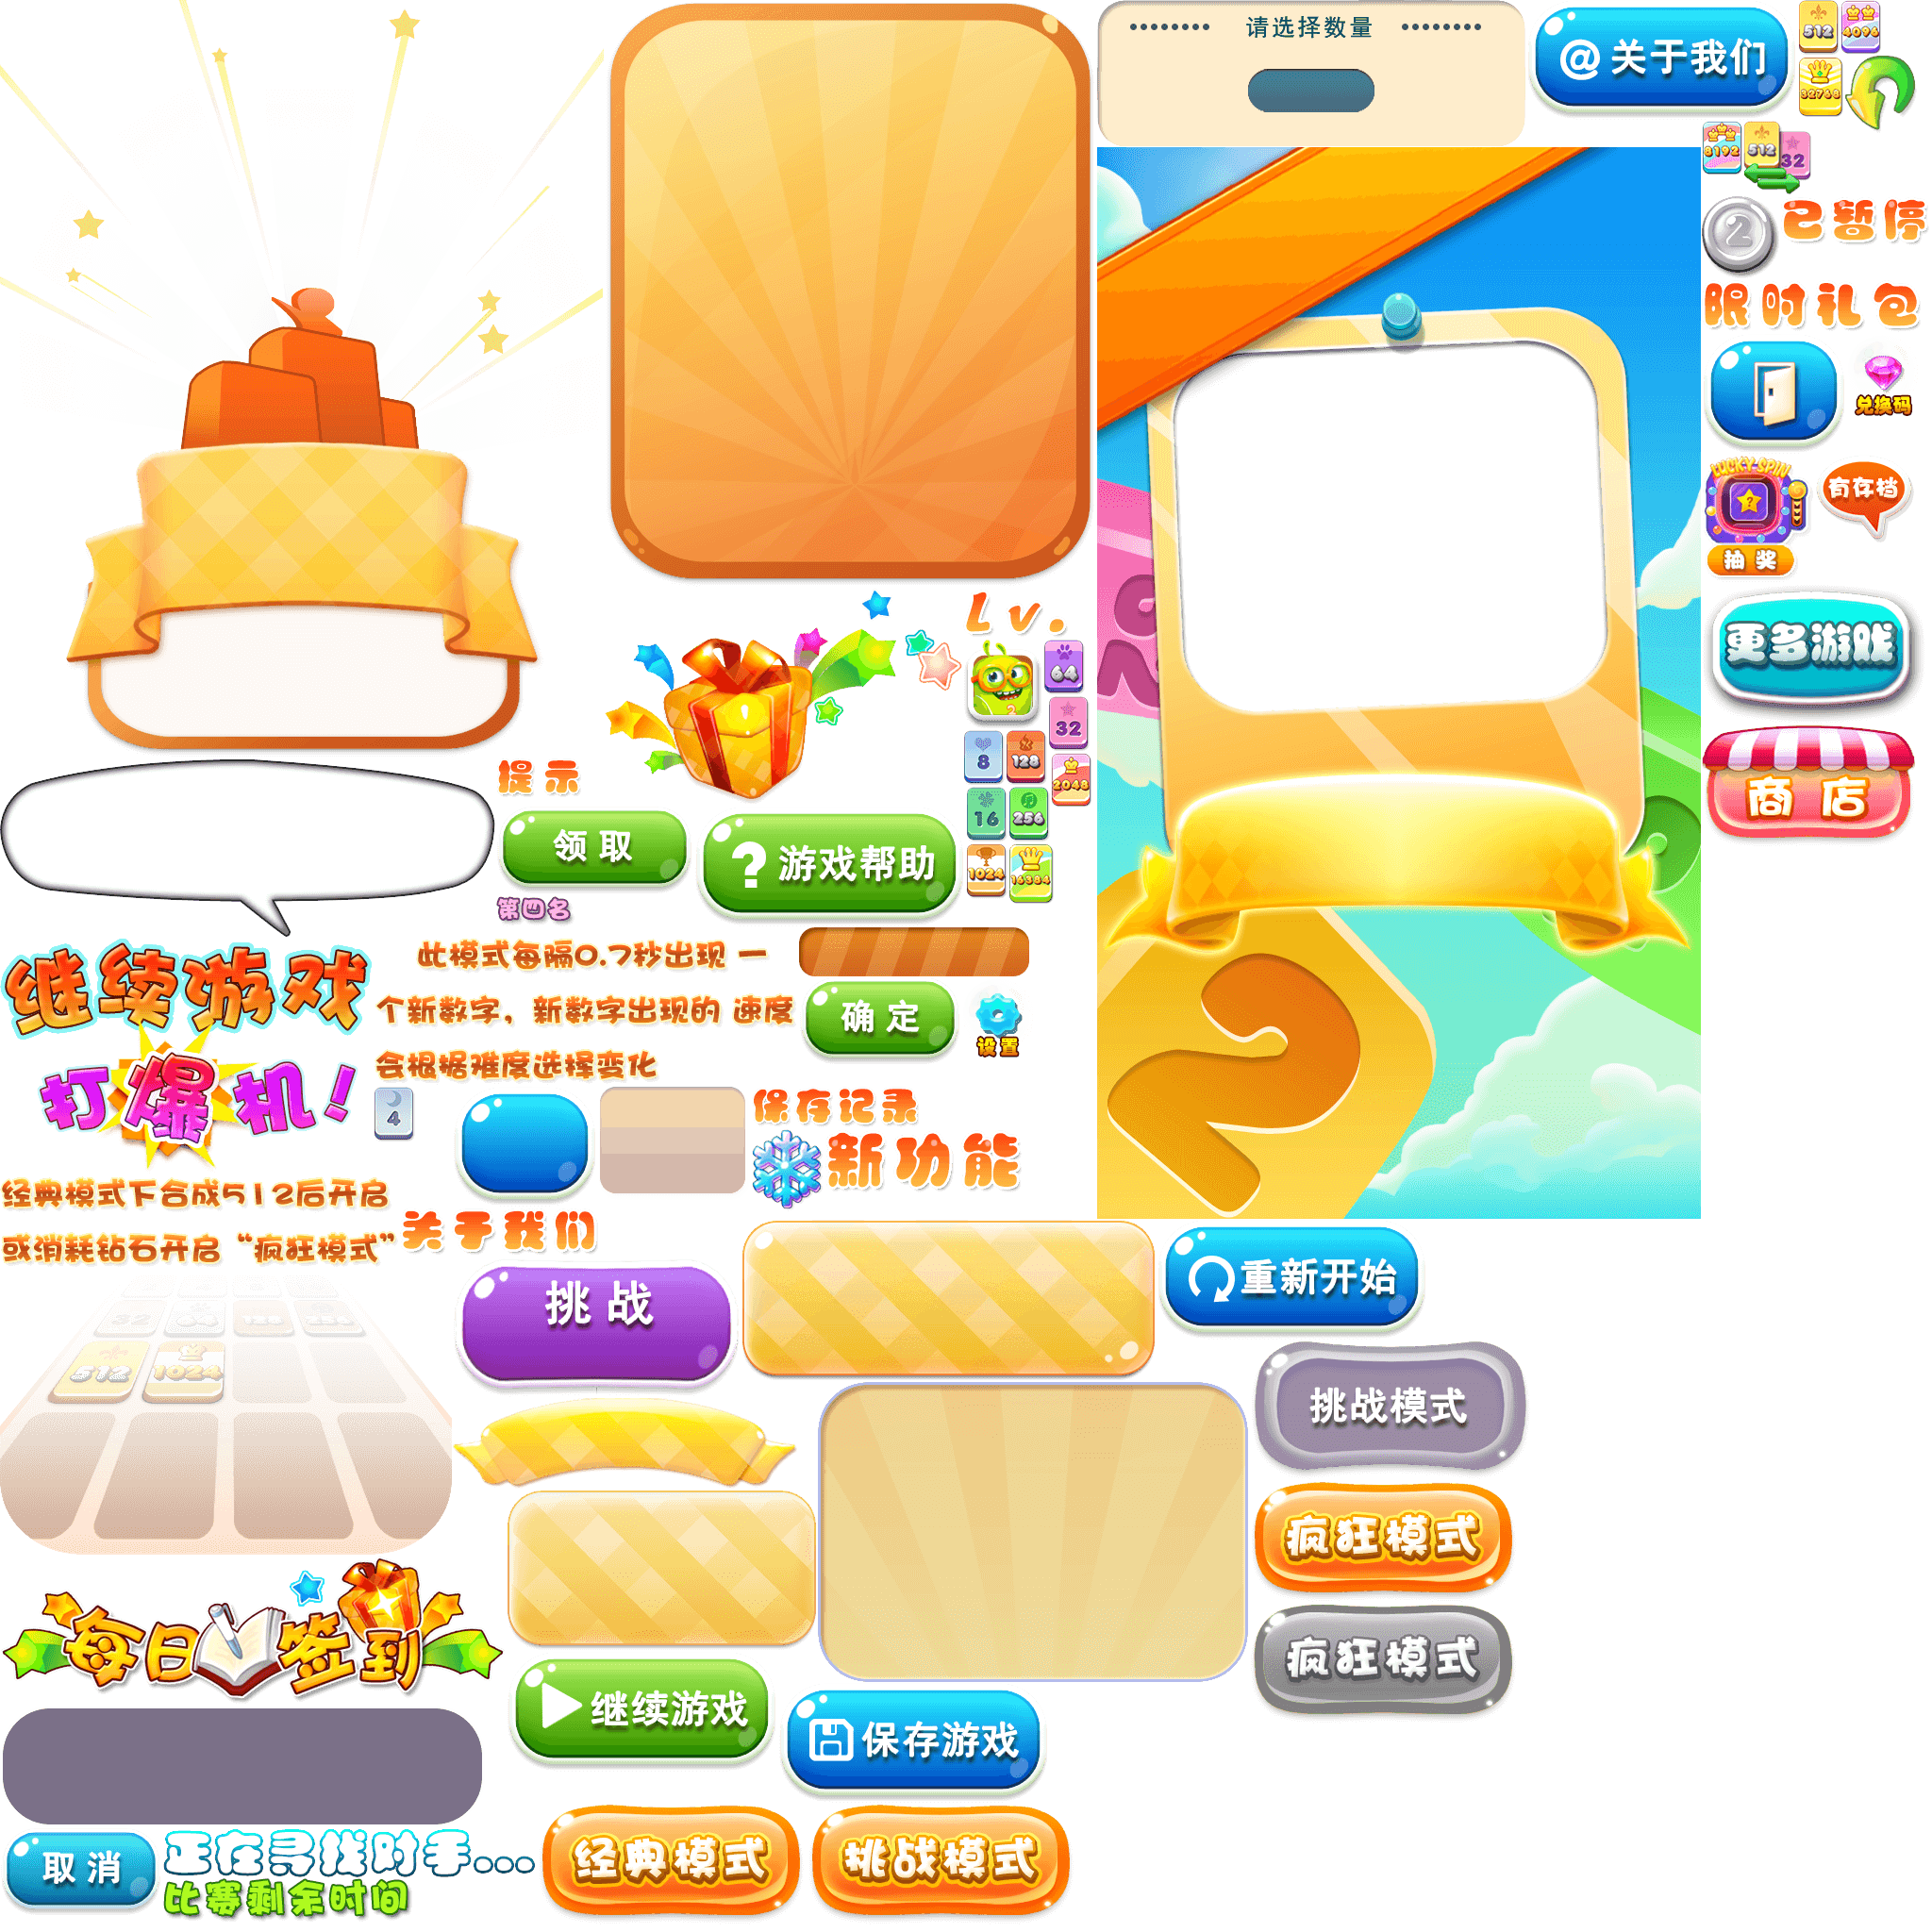 请选择数量
@关于我们
512
4096
32768
8192
512
32
2
已暂停
限时礼包
兑换码
LUCKY SPIN
?
抽奖
有存档
更多游戏
商店
Lv.
2
64
32
8
128
2048
16
256
1024
16384
提示
领取
?游戏帮助
第四名
此模式每隔0.7秒出现 一
个新数字，新数字出现的 速度
会根据难度选择变化
确定
设置
继续游戏
打爆机！
4
保存记录
新功能
经典模式下合成512后开启
或消耗钻石开启“疯狂模式”
关于我们
挑战
重新开始
32
128
512
1024
挑战模式
疯狂模式
疯狂模式
每日签到
继续游戏
保存游戏
取消
正在寻找对手...
比赛剩余时间
经典模式
挑战模式